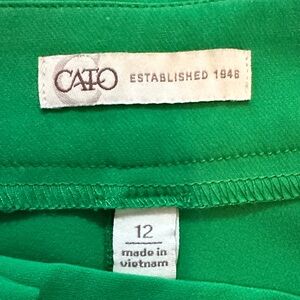 CATO ESTABLISHED 1946
12
made in
vietnam